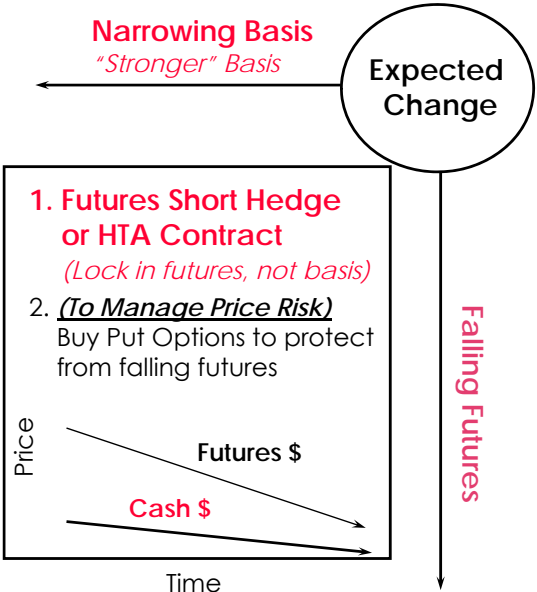 Narrowing Basis
“Stronger” Basis
Expected
Change
1. Futures Short Hedge
or HTA Contract
(Lock in futures, not basis)
2. (To Manage Price Risk)
Buy Put Options to protect
from falling futures
Falling Futures
Price
Futures $
Cash $
Time